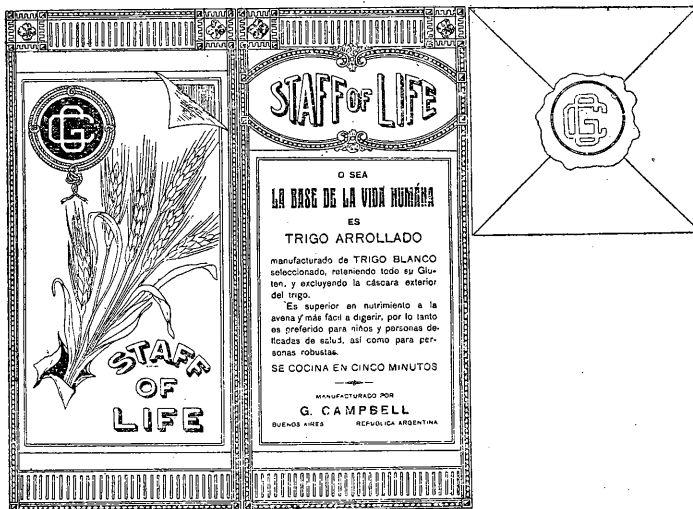 STAFF
OF
LIFE
STAFF OF LIFE
O SEA
LA BASE DE LA VIDA HUMANA
ES
TRIGO ARROLLADO
manufacturado de TRIGO BLANCO
seleccionado, reteniendo todo su Glu-
ten, y excluyendo la cáscara exterior
del trigo.
Es superior en nutrimiento a la
avena y más facil a digerir, por lo tanto
es preferido para niños y personas de-
licadas de salud, así como para per-
sonas robustas.
SE COCINA EN CINCO MINUTOS
MANUFACTURADO POR
G. CAMPBELL
BUENOS AIRES REPUBLICA ARGENTINA